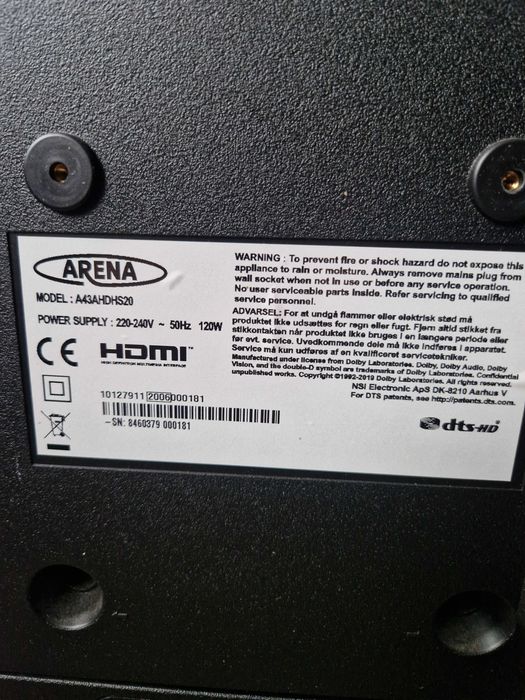 ARENA
MODEL : A43AHDHS20
POWER SUPPLY : 220-240V ~ 50Hz 120W
CE HDMI™
HIGH DEFINITION MULTIMEDIA INTERFACE
10127911 2006000181
-SN: 8460379 000181
WARNING : To prevent fire or shock hazard do not expose this
appliance to rain or moisture. Always remove mains plug from
wall socket when not in use or before any service operation.
No user serviceable parts inside. Refer servicing to qualified
service personnel.
ADVARSEL: For at undgå flammer eller elektrisk stød må
produktet ikke udsættes for regn eller fugt. Fjern altid stikket fra
stikkontakten når produktet ikke bruges i en længere periode eller
før evt. service. Uvedkommende dele må ikke indføres i apparatet.
Service må kun udføres af en kvalificeret servicetekniker.
Manufactured under license from Dolby Laboratories. Dolby, Dolby Audio, Dolby
Vision, and the double-D symbol are trademarks of Dolby Laboratories. Confidential
unpublished works. Copyright ©1992-2019 Dolby Laboratories. All rights reserved.
NSI Electronic ApS DK-8210 Aarhus V
For DTS patents, see http://patents.dts.com.
dts-HD®